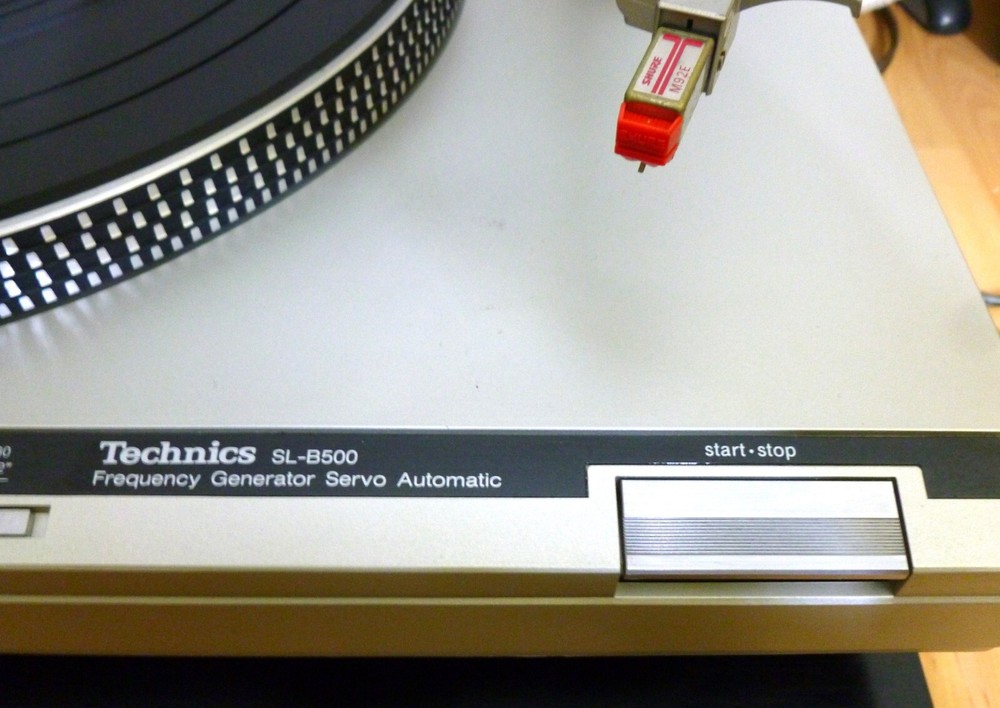 SHURE
M92E
Technics SL-B500
Frequency Generator Servo Automatic
start·stop